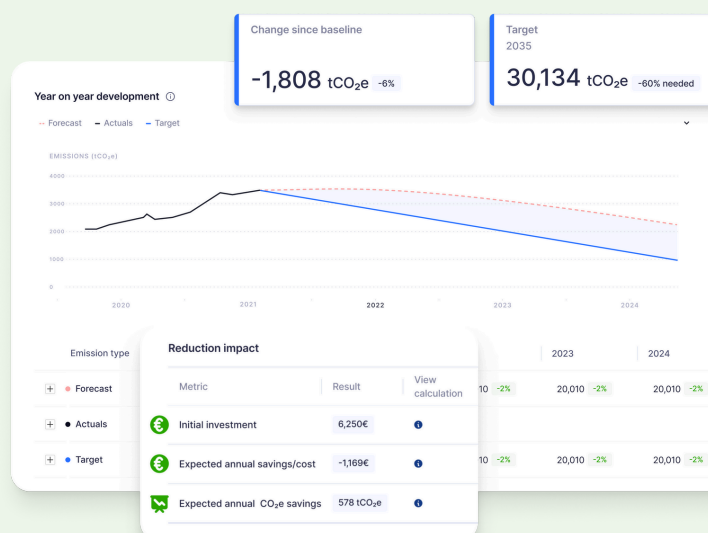 Change since baseline
-1,808 tCO₂e -6%
Target
2035
30,134 tCO₂e -60% needed
Year on year development
Forecast Actuals Target
EMISSIONS (tCO₂e)
4000
3000
2000
1000
0
2020 2021 2022 2023 2024
Emission type 2023 2024
Forecast 10 -2% 20,010 -2% 20,010 -2%
Actuals
Target 10 -2% 20,010 -2% 20,010 -2%
Reduction impact
Metric Result View
calculation
Initial investment 6,250€
Expected annual savings/cost -1,169€
Expected annual CO₂e savings 578 tCO₂e